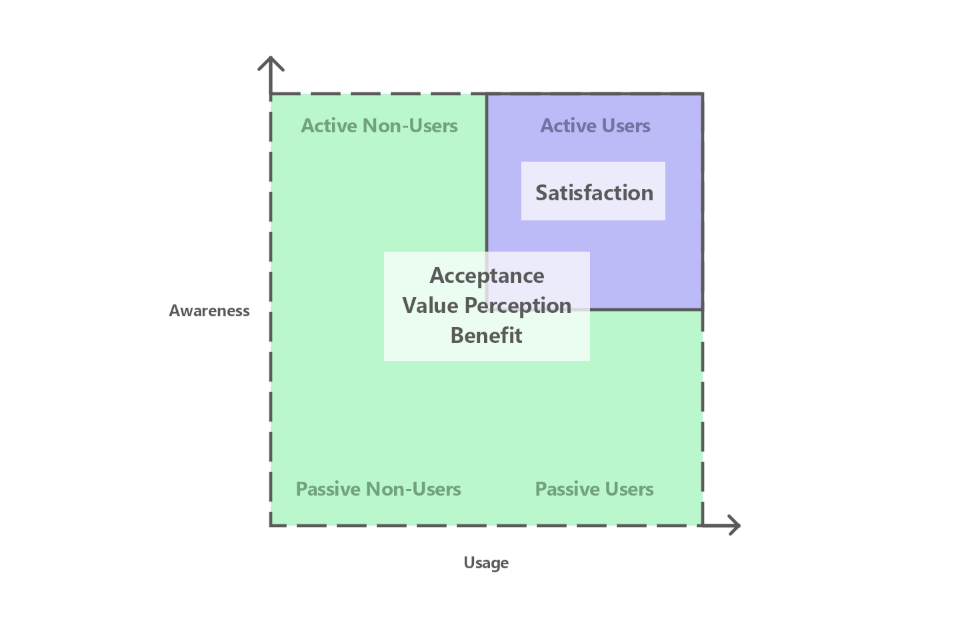 Active Non-Users
Active Users
Satisfaction
Acceptance
Value Perception
Benefit
Awareness
Passive Non-Users
Passive Users
Usage